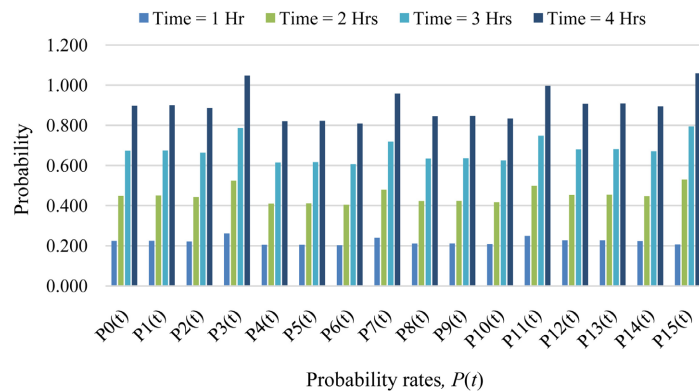 Time = 1 Hr Time = 2 Hrs Time = 3 Hrs Time = 4 Hrs
1.200
1.000
0.800
0.600
0.400
0.200
0.000
Probability
P0(t) P1(t) P2(t) P3(t) P4(t) P5(t) P6(t) P7(t) P8(t) P9(t) P10(t) P11(t) P12(t) P13(t) P14(t) P15(t)
Probability rates, P(t)